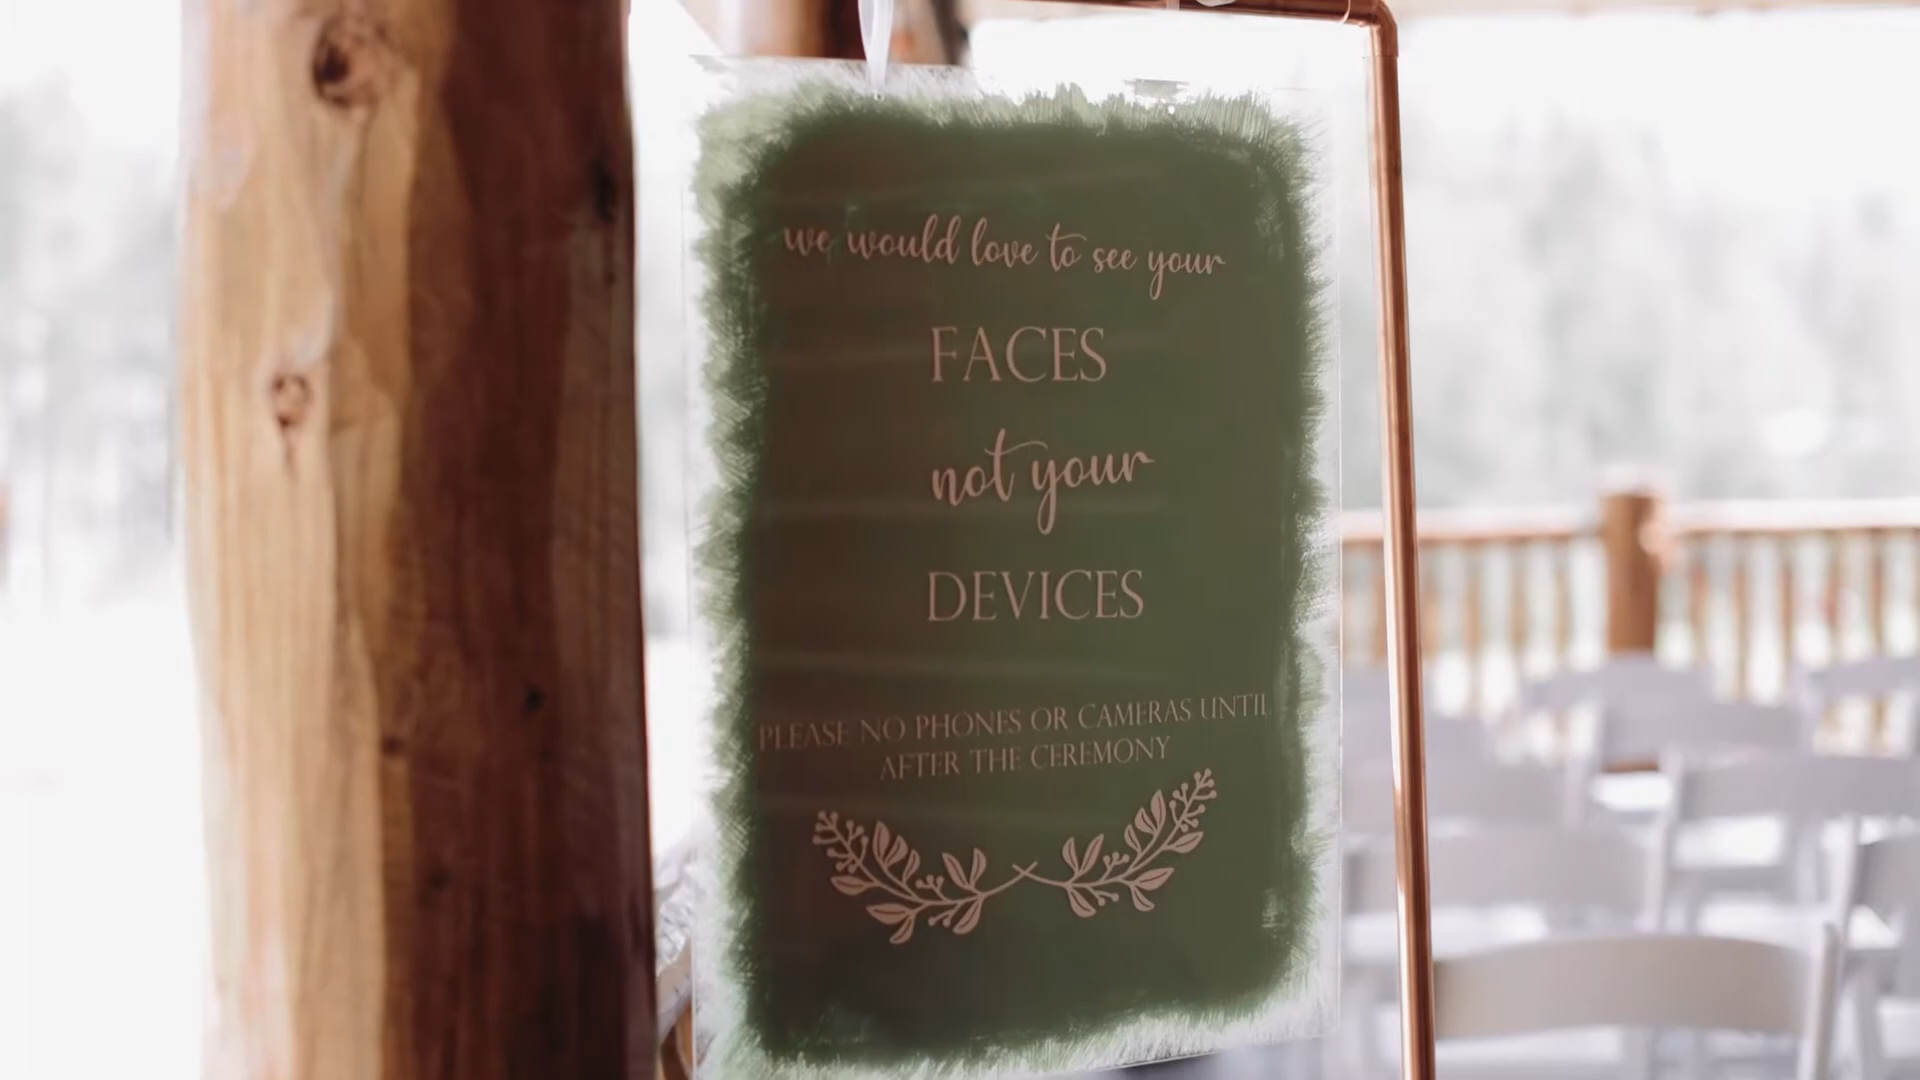 we would love to see your
FACES
not your
DEVICES
PLEASE NO PHONES OR CAMERAS UNTIL
AFTER THE CEREMONY